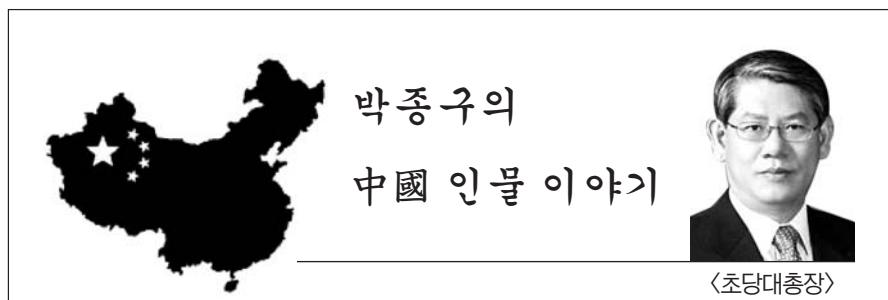 박종구의
中國 인물 이야기
〈초당대총장〉